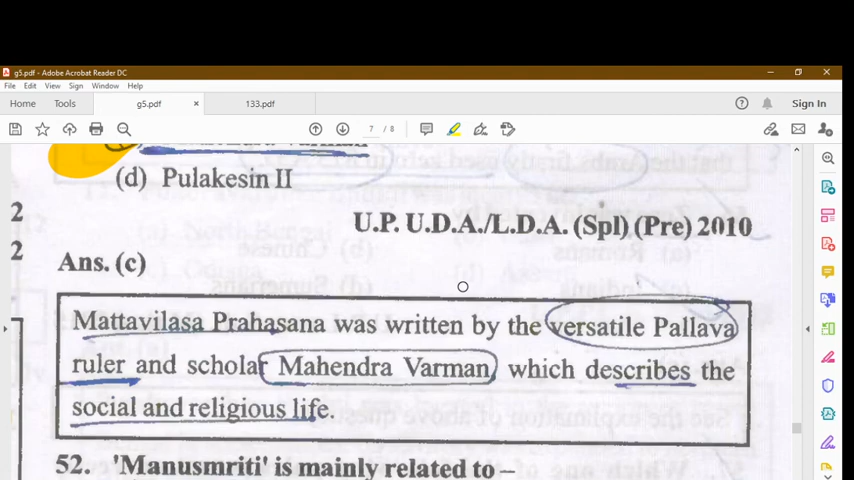 g5.pdf - Adobe Acrobat Reader DC
File Edit View Sign Window Help
Home Tools g5.pdf × 133.pdf Sign In
7 / 8
(d) Pulakesin II
2
2
U.P. U.D.A./L.D.A. (Spl) (Pre) 2010
Ans. (c)
Mattavilasa Prahasana was written by the versatile Pallava
ruler and scholar Mahendra Varman, which describes the
social and religious life.
52. 'Manusmriti' is mainly related to–